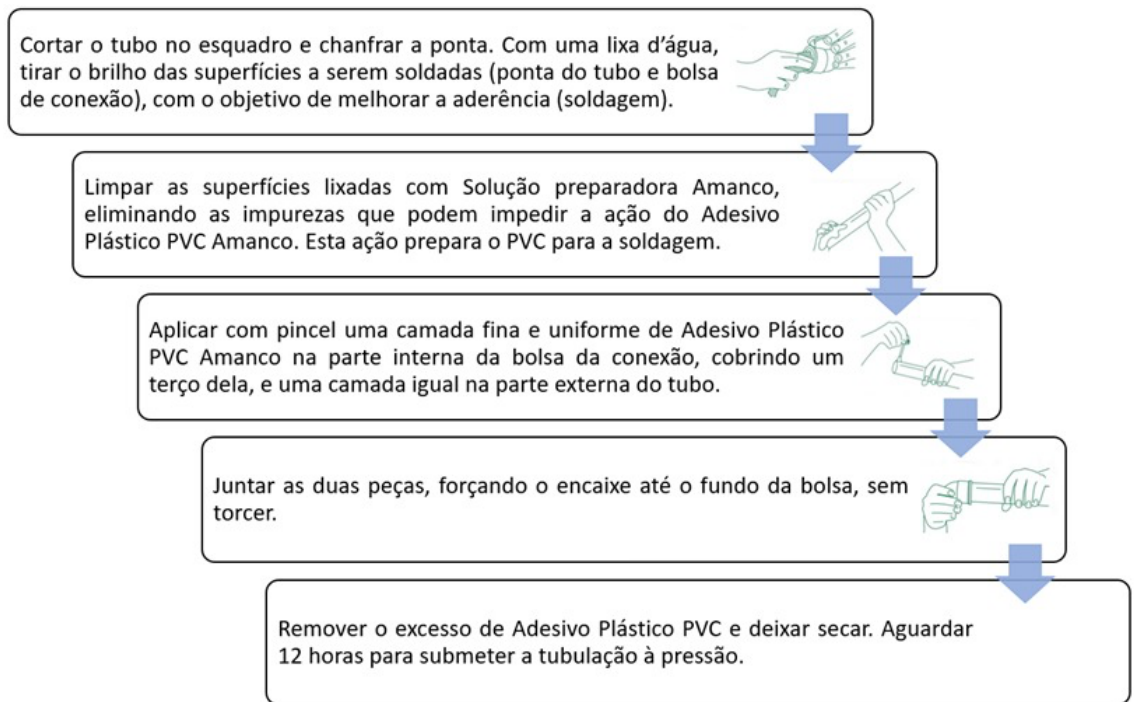 Cortar o tubo no esquadro e chanfrar a ponta. Com uma lixa d’água,
tirar o brilho das superfícies a serem soldadas (ponta do tubo e bolsa
de conexão), com o objetivo de melhorar a aderência (soldagem).
Limpar as superfícies lixadas com Solução preparadora Amanco,
eliminando as impurezas que podem impedir a ação do Adesivo
Plástico PVC Amanco. Esta ação prepara o PVC para a soldagem.
Aplicar com pincel uma camada fina e uniforme de Adesivo Plástico
PVC Amanco na parte interna da bolsa da conexão, cobrindo um
terço dela, e uma camada igual na parte externa do tubo.
Juntar as duas peças, forçando o encaixe até o fundo da bolsa, sem
torcer.
Remover o excesso de Adesivo Plástico PVC e deixar secar. Aguardar
12 horas para submeter a tubulação à pressão.